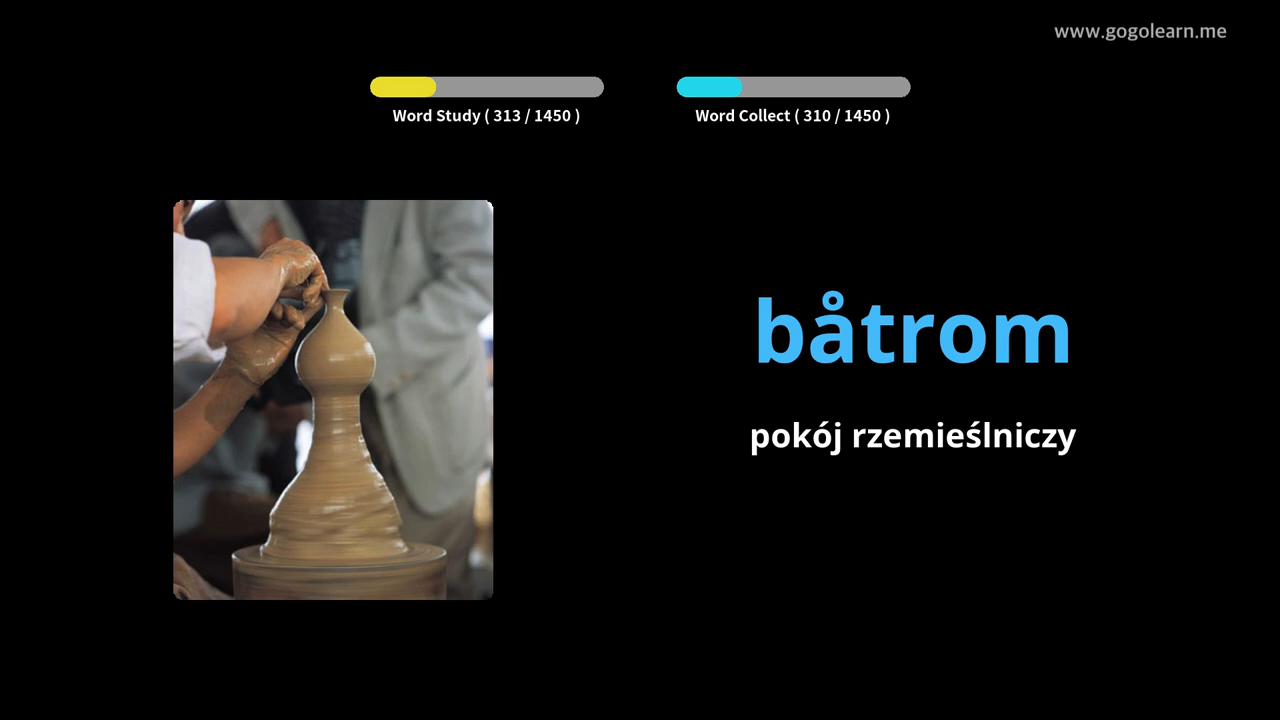 www.gogolearn.me
Word Study ( 313 / 1450 )
Word Collect ( 310 / 1450 )
båtrom
pokój rzemieślniczy